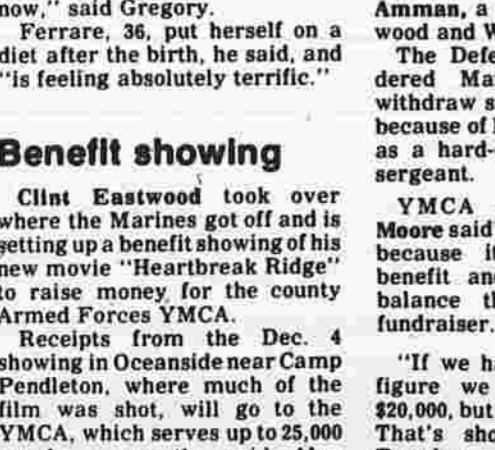 now," said Gregory.
Ferrare, 36, put herself on a
diet after the birth, he said, and
"is feeling absolutely terrific."
Benefit showing
Clint Eastwood took over
where the Marines got off and is
setting up a benefit showing of his
new movie "Heartbreak Ridge"
to raise money for the county
Armed Forces YMCA.
Receipts from the Dec. 4
showing in Oceanside near Camp
Pendleton, where much of the
film was shot, will go to the
YMCA, which serves up to 25,000
Amman, a
wood and W
The Defe
dered Ma
withdraw s
because of
as a hard-
sergeant.
YMCA
Moore said
because i
benefit an
balance t
fundraiser.
"If we ha
figure we
$20,000, but
That's sho